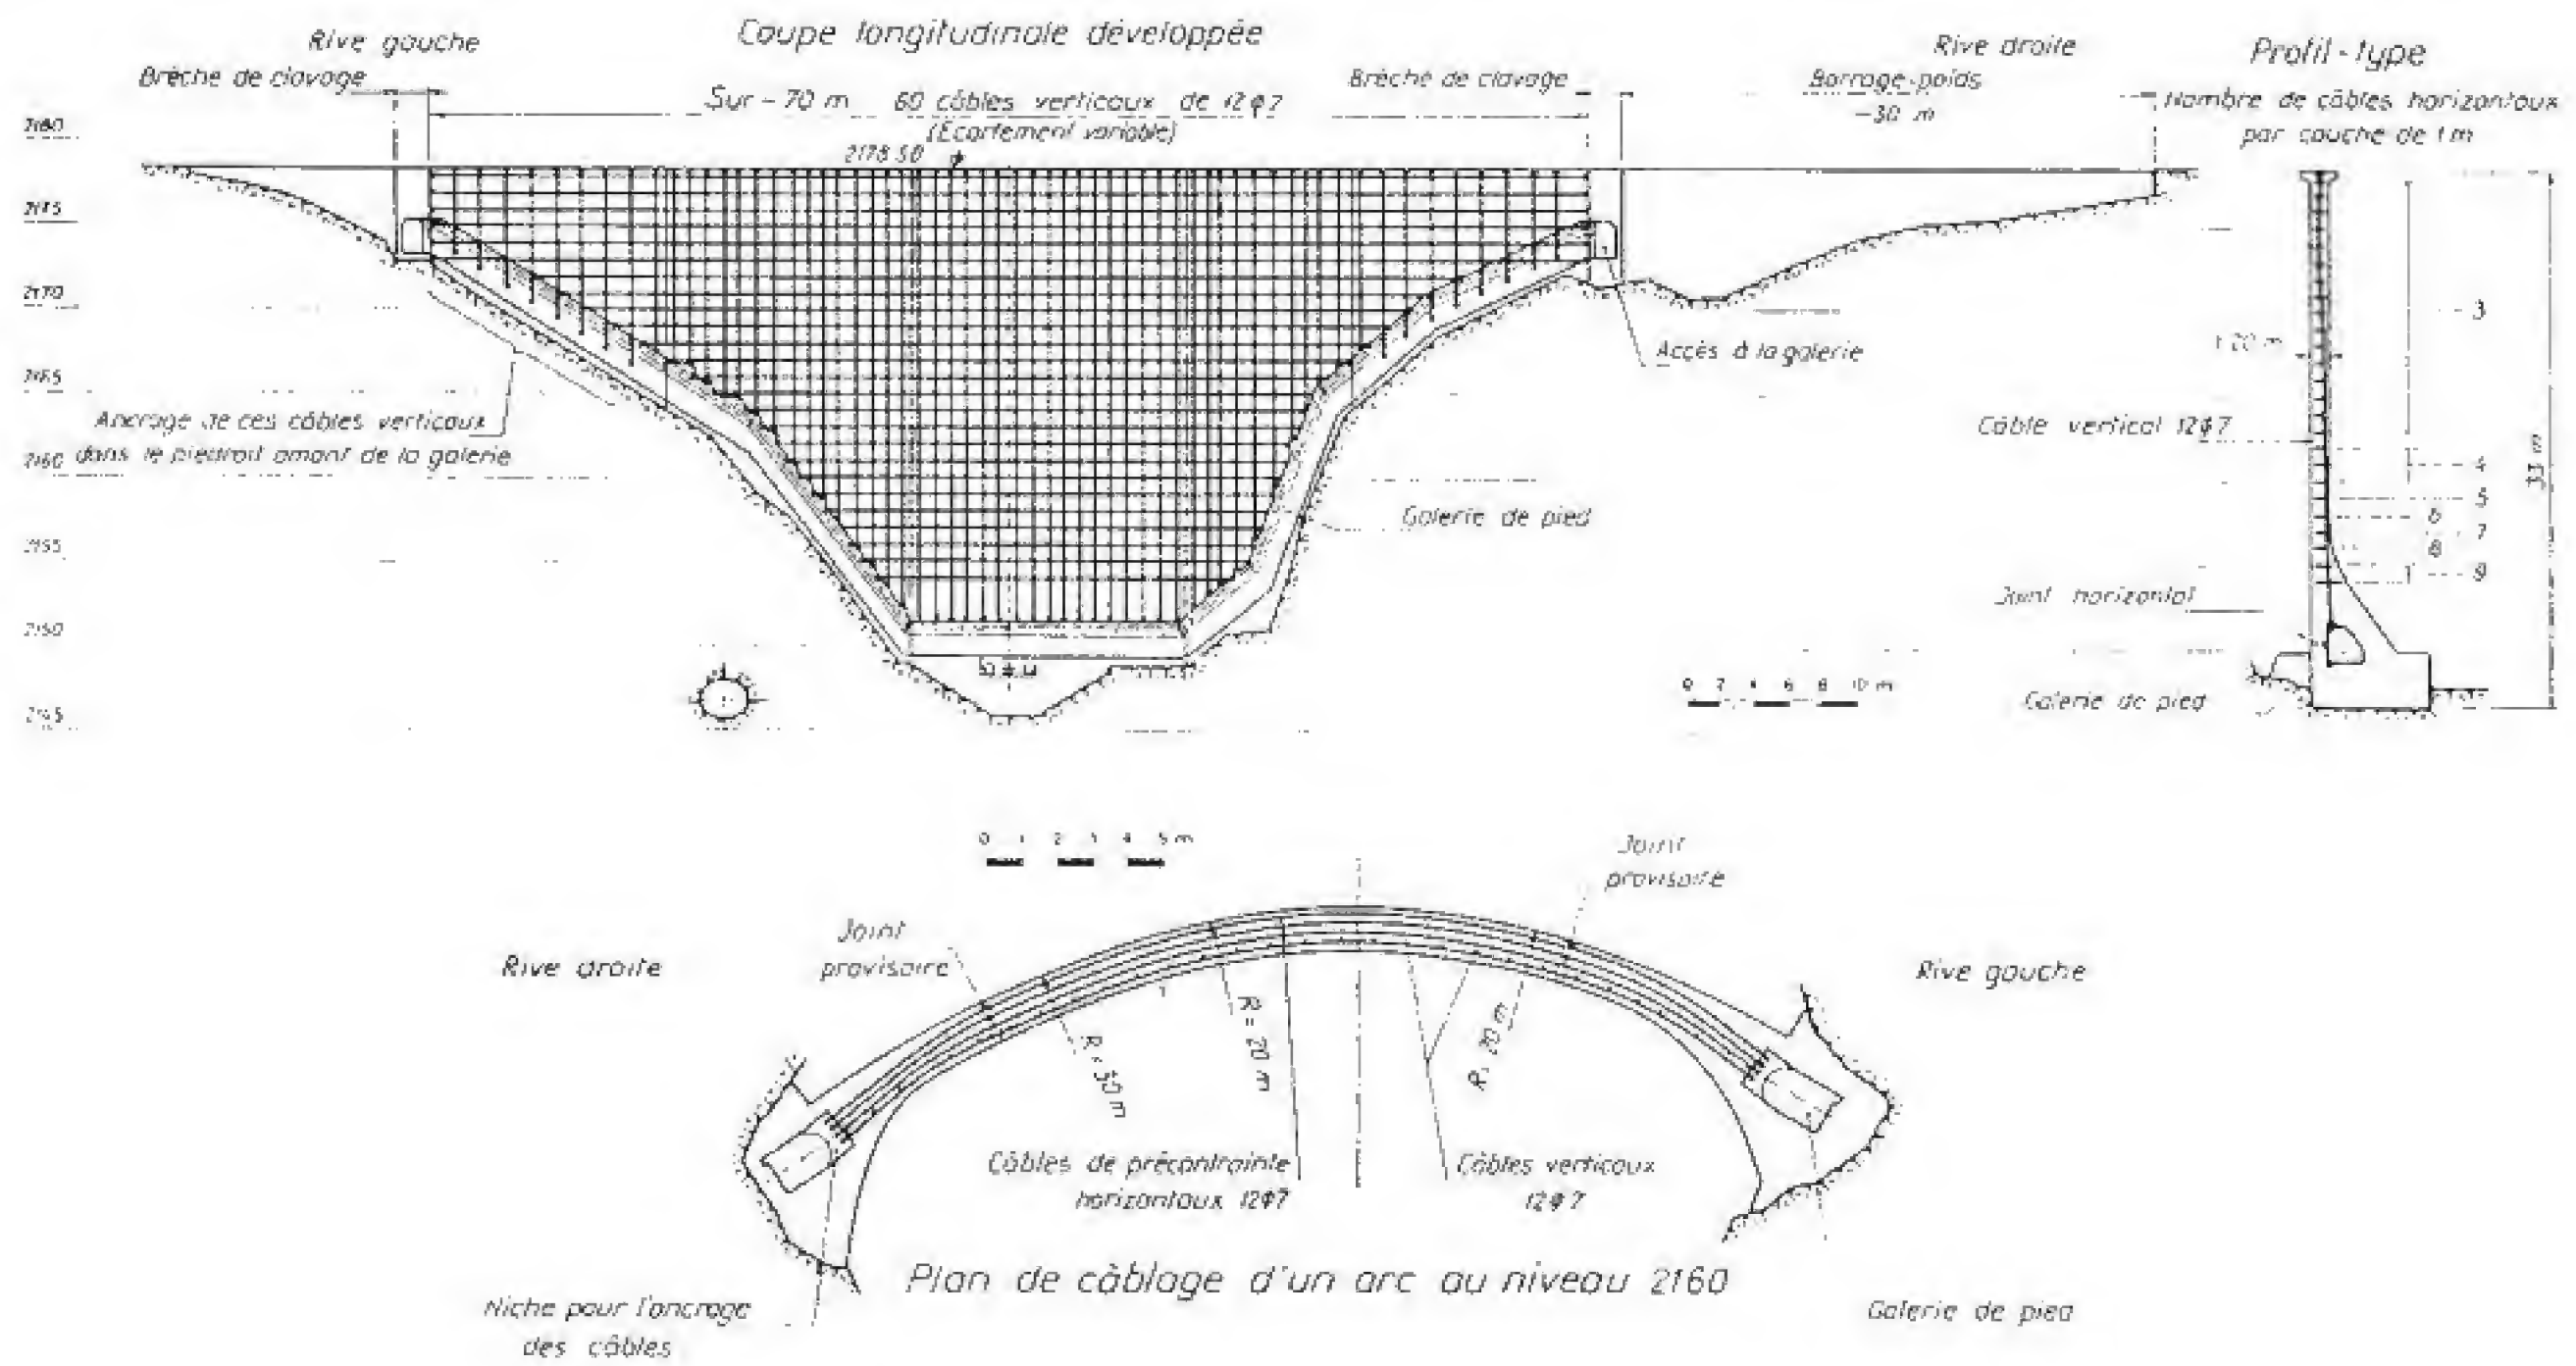 Coupe longitudinale développée
Rive gauche
Brèche de clavage
Sur ~ 70 m 60 câbles verticaux de 12ϕ7
(Ecartement variable)
2178.50
Brèche de clavage
Rive droite
Barrage-poids
~30 m
Profil-type
Nombre de câbles horizontaux
par couche de 1m
2180
2175
2170
2165
2160
2155
2150
2145
Ancrage de ces câbles verticaux
dans le piedroit amont de la galerie
Accès à la galerie
Galerie de pied
0 2 4 6 8 10 m
3
1.20 m
Câble vertical 12ϕ7
4
5
6
7
8
9
33 m
Joint horizontal
Galerie de pied
0 1 2 3 4 5 m
Joint
provisoire
Joint
provisoire
Rive droite
Rive gauche
R = 50 m
R = 20 m
R = 20 m
Câbles de précontrainte
horizontaux 12ϕ7
Câbles verticaux
12ϕ7
Plan de câblage d'un arc au niveau 2160
Niche pour l'ancrage
des câbles
Galerie de pied